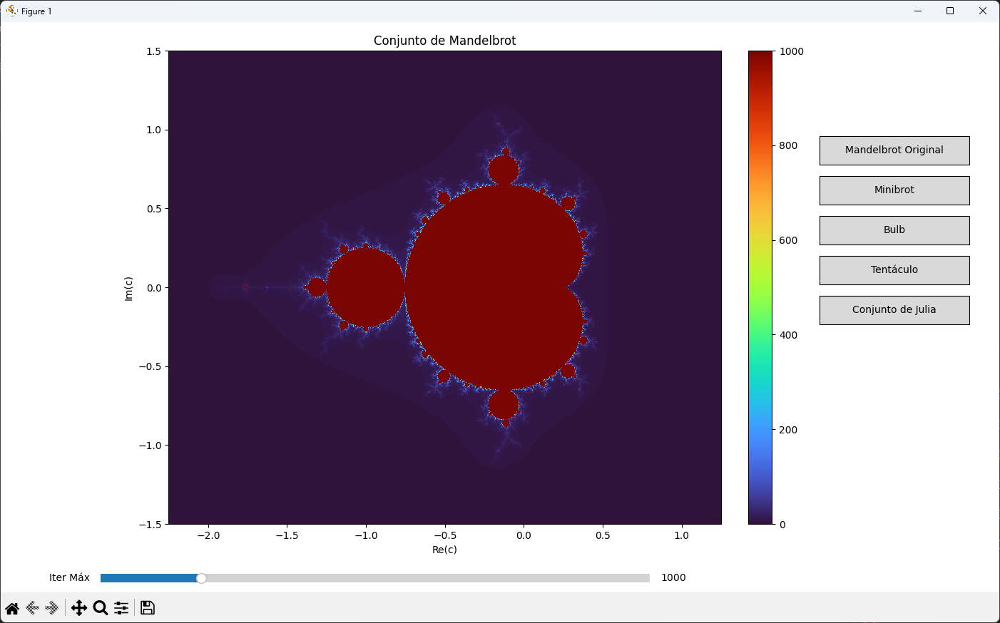 Figure 1
Conjunto de Mandelbrot
1.5
1.0
0.5
0.0
−0.5
−1.0
−1.5
Im(c)
−2.0 −1.5 −1.0 −0.5 0.0 0.5 1.0
Re(c)
1000
800
600
400
200
0
Mandelbrot Original
Minibrot
Bulb
Tentáculo
Conjunto de Julia
Iter Máx 1000